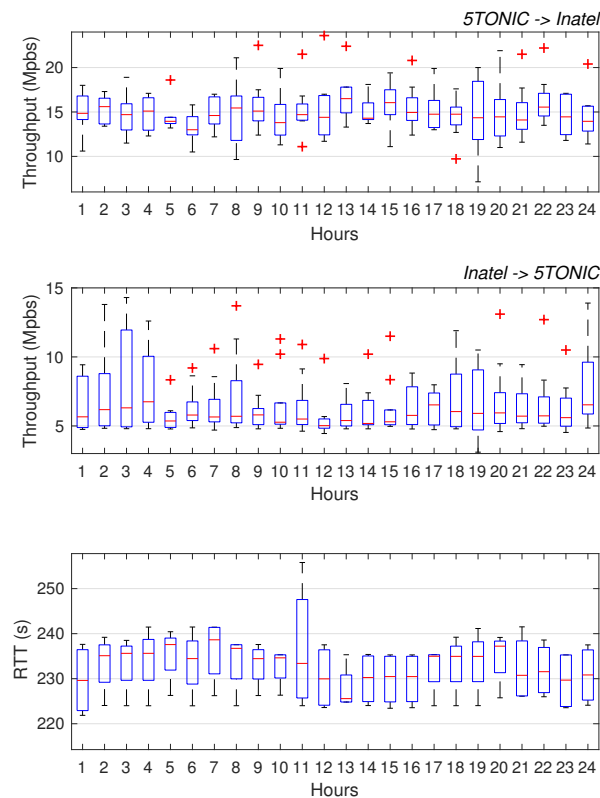 5TONIC -> Inatel
Throughput (Mpbs)
20
15
10
1 2 3 4 5 6 7 8 9 10 11 12 13 14 15 16 17 18 19 20 21 22 23 24
Hours
Inatel -> 5TONIC
Throughput (Mpbs)
15
10
5
1 2 3 4 5 6 7 8 9 10 11 12 13 14 15 16 17 18 19 20 21 22 23 24
Hours
RTT (s)
250
240
230
220
1 2 3 4 5 6 7 8 9 10 11 12 13 14 15 16 17 18 19 20 21 22 23 24
Hours